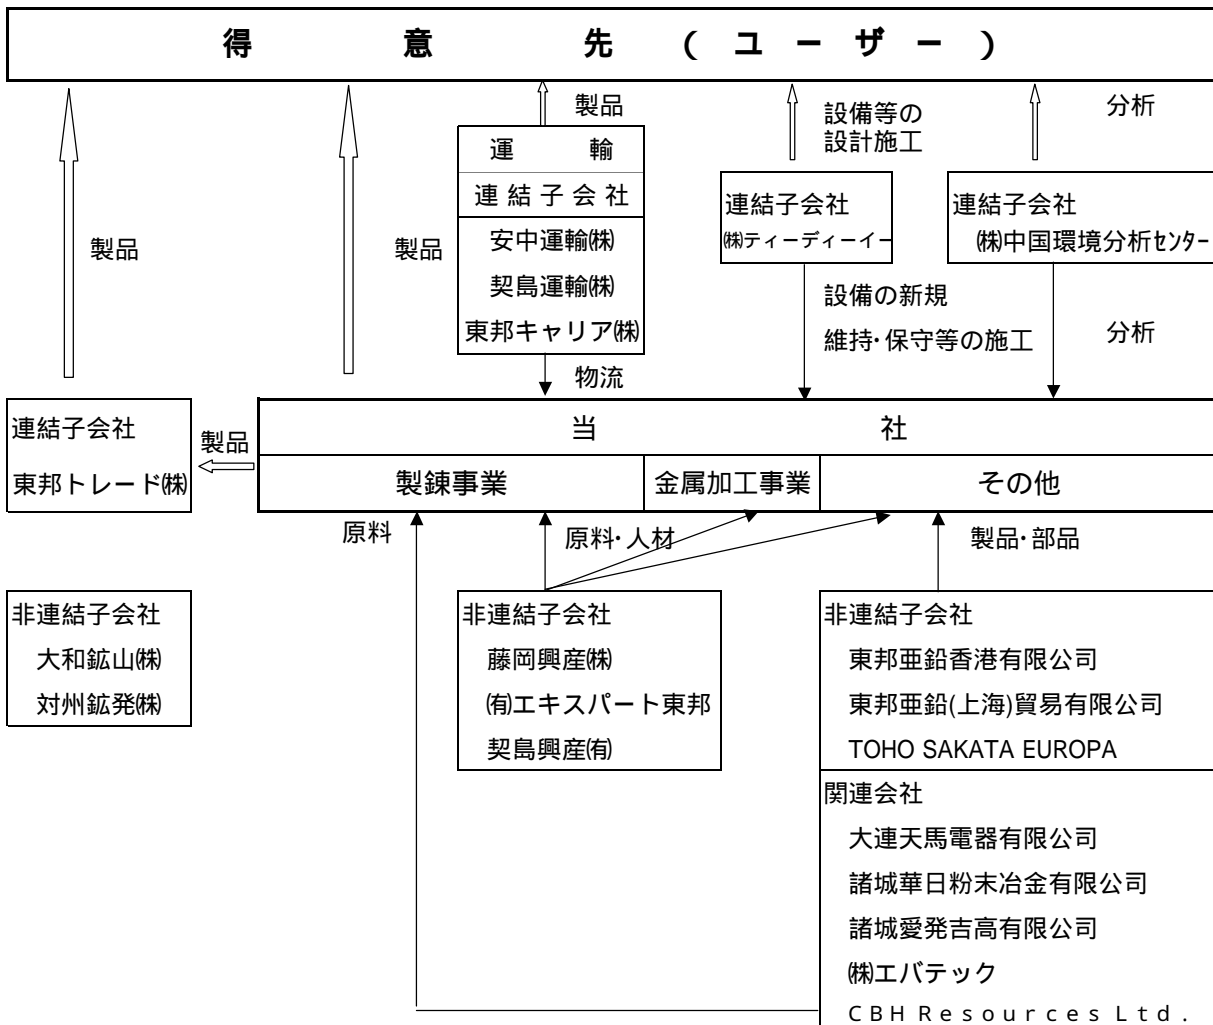 得意先(ユーザー)
製品
設備等の
設計施工
分析
運輸
連結子会社
安中運輸㈱
契島運輸㈱
東邦キャリア㈱
連結子会社
㈱ティーディーイー
連結子会社
㈱中国環境分析センター
製品
製品
設備の新規
維持・保守等の施工
分析
物流
連結子会社
東邦トレード㈱
製品
当社
製錬事業
金属加工事業
その他
原料
原料・人材
製品・部品
非連結子会社
大和鉱山㈱
対州鉱発㈱
非連結子会社
藤岡興産㈱
㈲エキスパート東邦
契島興産㈲
非連結子会社
東邦亜鉛香港有限公司
東邦亜鉛(上海)貿易有限公司
TOHO SAKATA EUROPA
関連会社
大連天馬電器有限公司
諸城華日粉末冶金有限公司
諸城愛発吉高有限公司
㈱エバテック
CBH Resources Ltd.